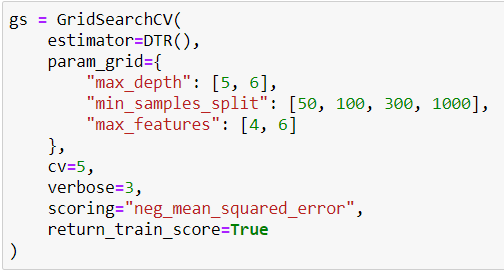 gs = GridSearchCV(
    estimator=DTR(),
    param_grid={
        "max_depth": [5, 6],
        "min_samples_split": [50, 100, 300, 1000],
        "max_features": [4, 6]
    },
    cv=5,
    verbose=3,
    scoring="neg_mean_squared_error",
    return_train_score=True
)